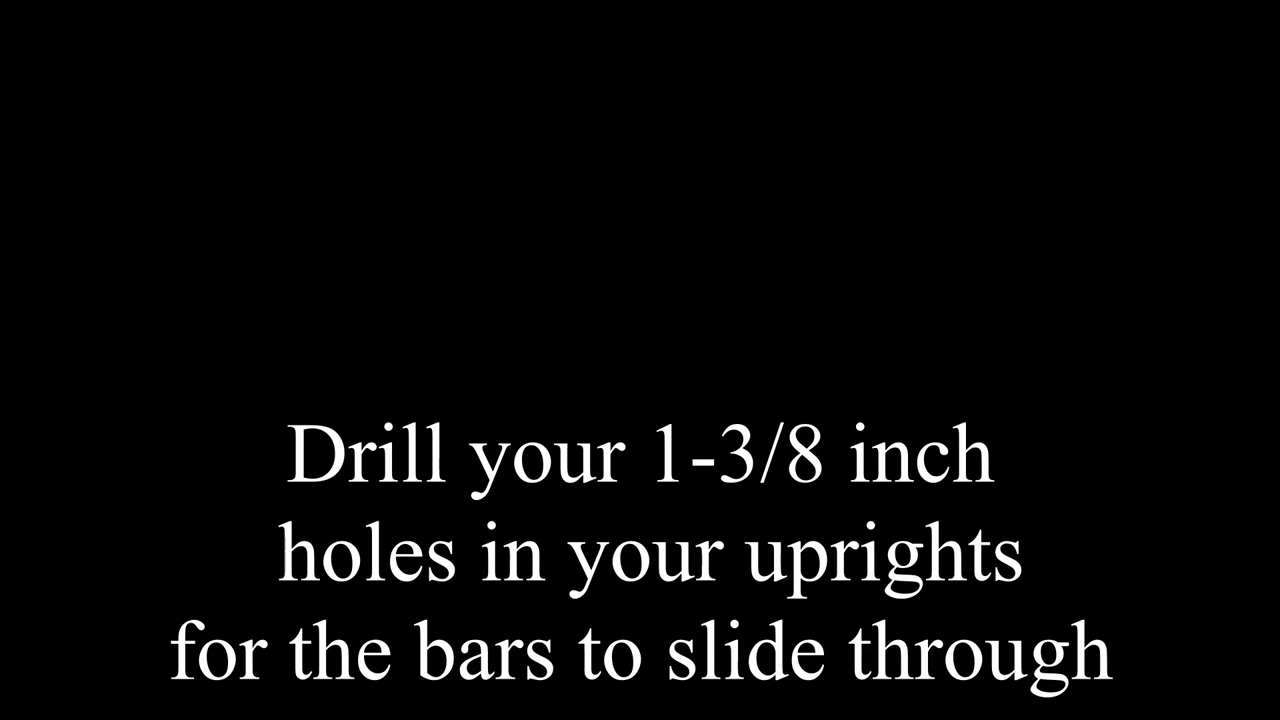 Drill your 1-3/8 inch
holes in your uprights
for the bars to slide through